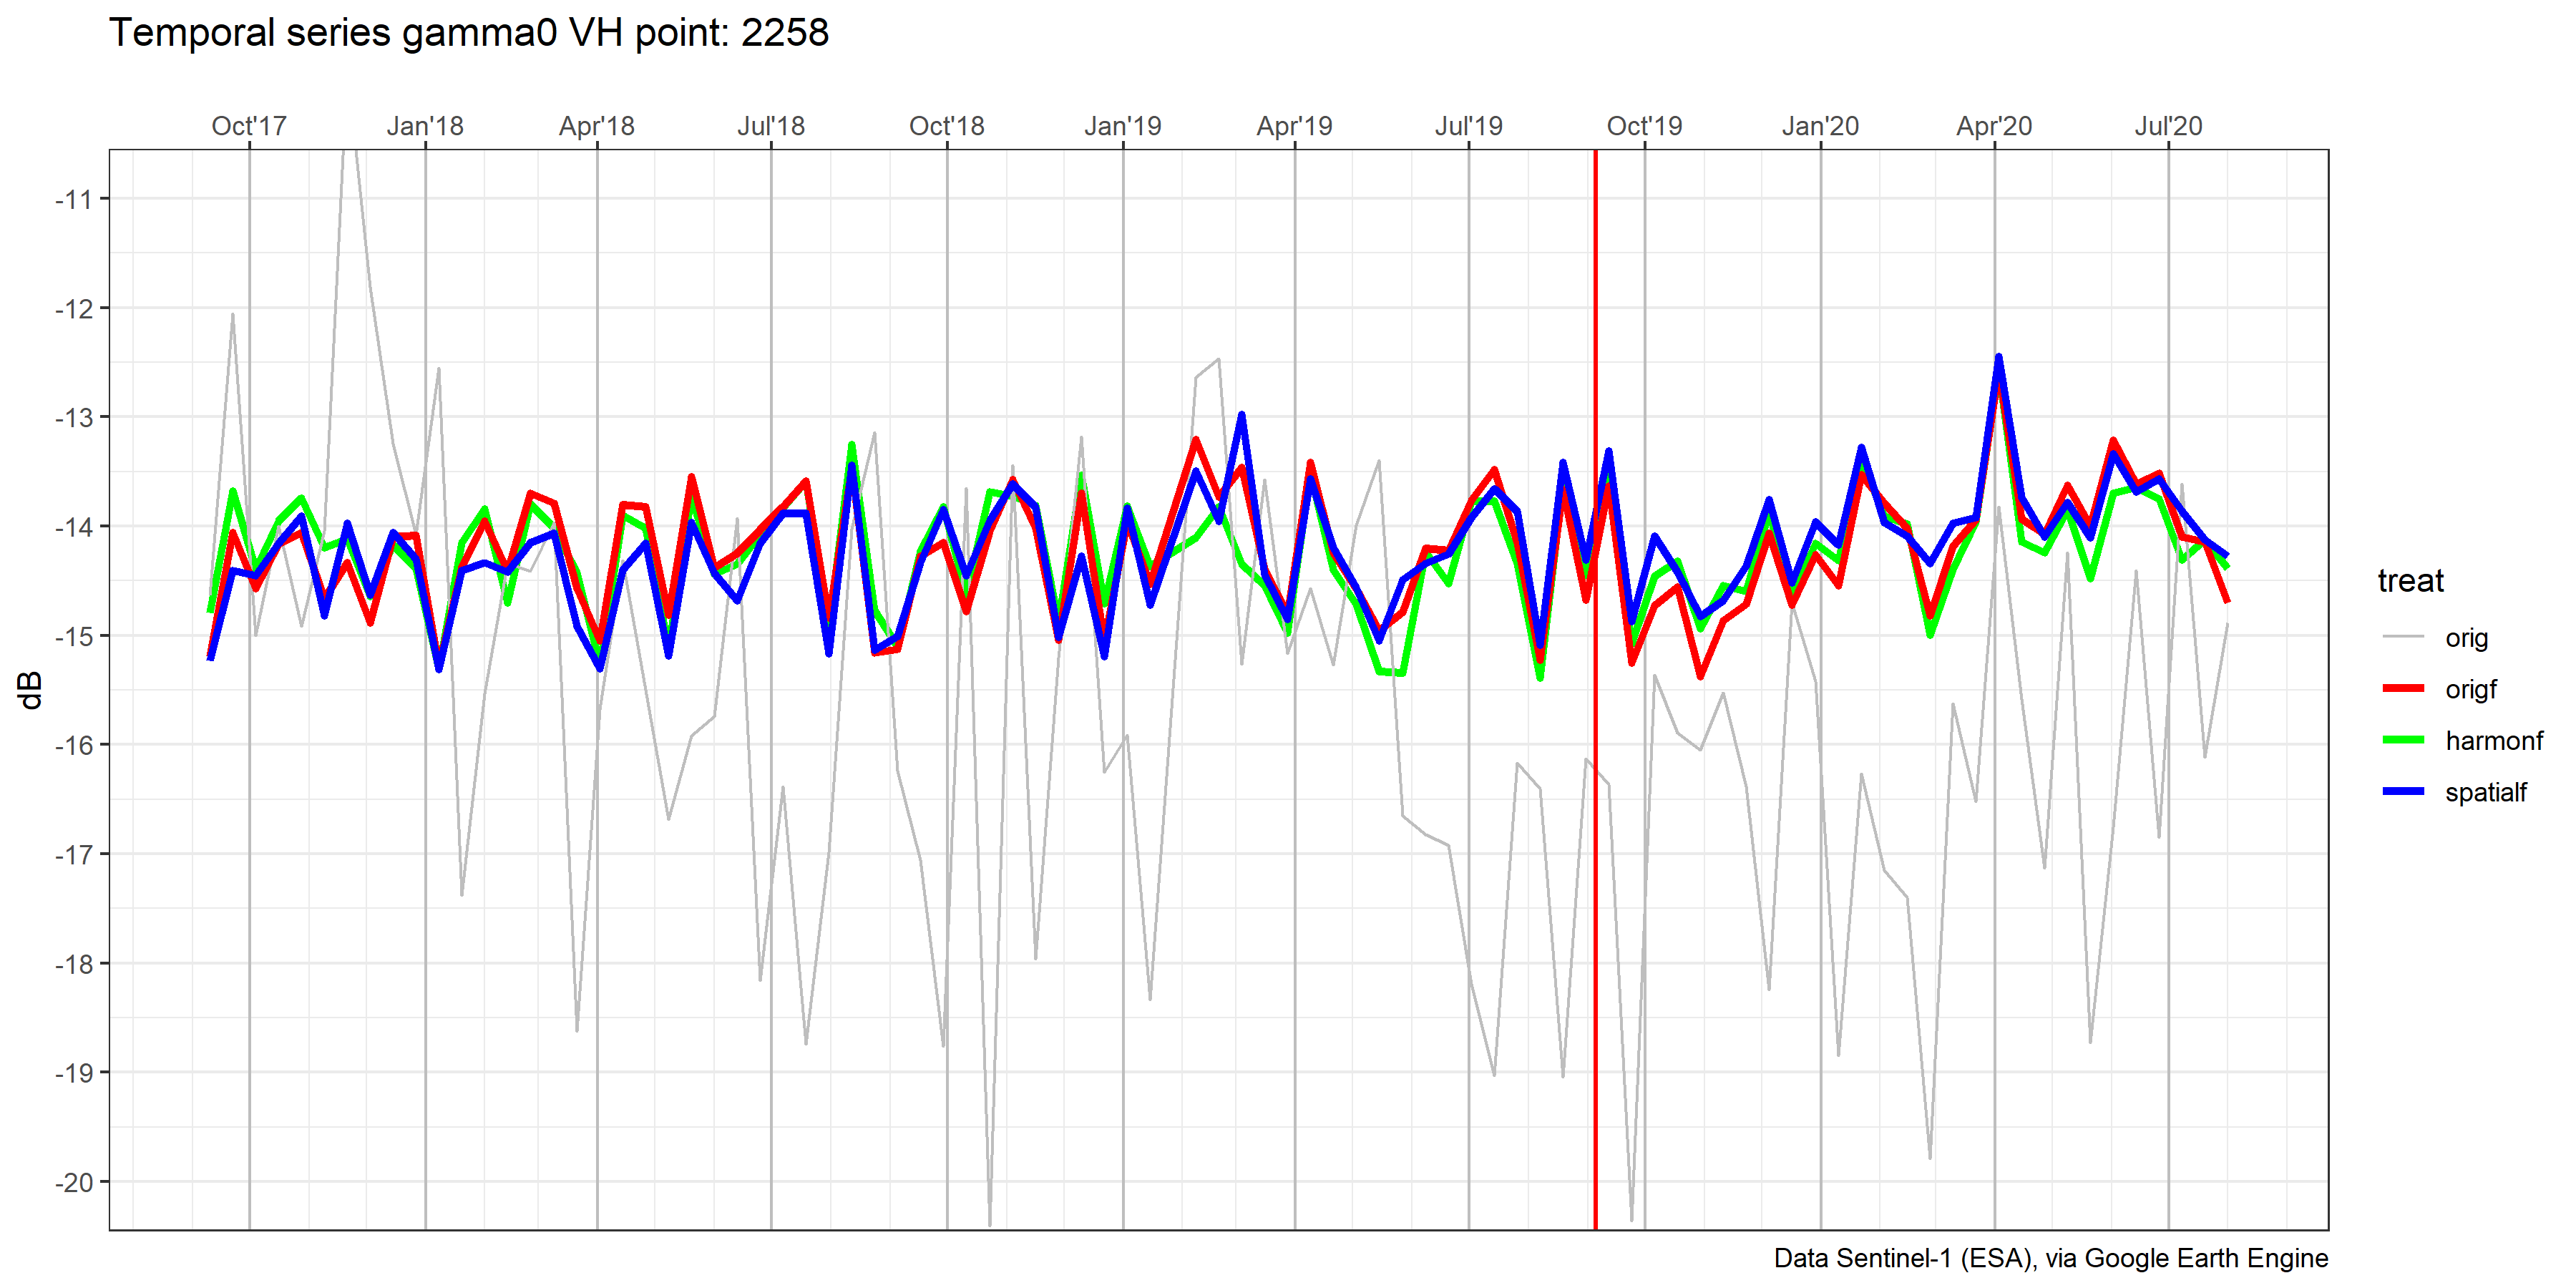 Temporal series gamma0 VH point: 2258
Oct'17 Jan'18 Apr'18 Jul'18 Oct'18 Jan'19 Apr'19 Jul'19 Oct'19 Jan'20 Apr'20 Jul'20
-11
-12
-13
-14
-15
-16
-17
-18
-19
-20
dB
treat
orig
origf
harmonf
spatialf
Data Sentinel-1 (ESA), via Google Earth Engine